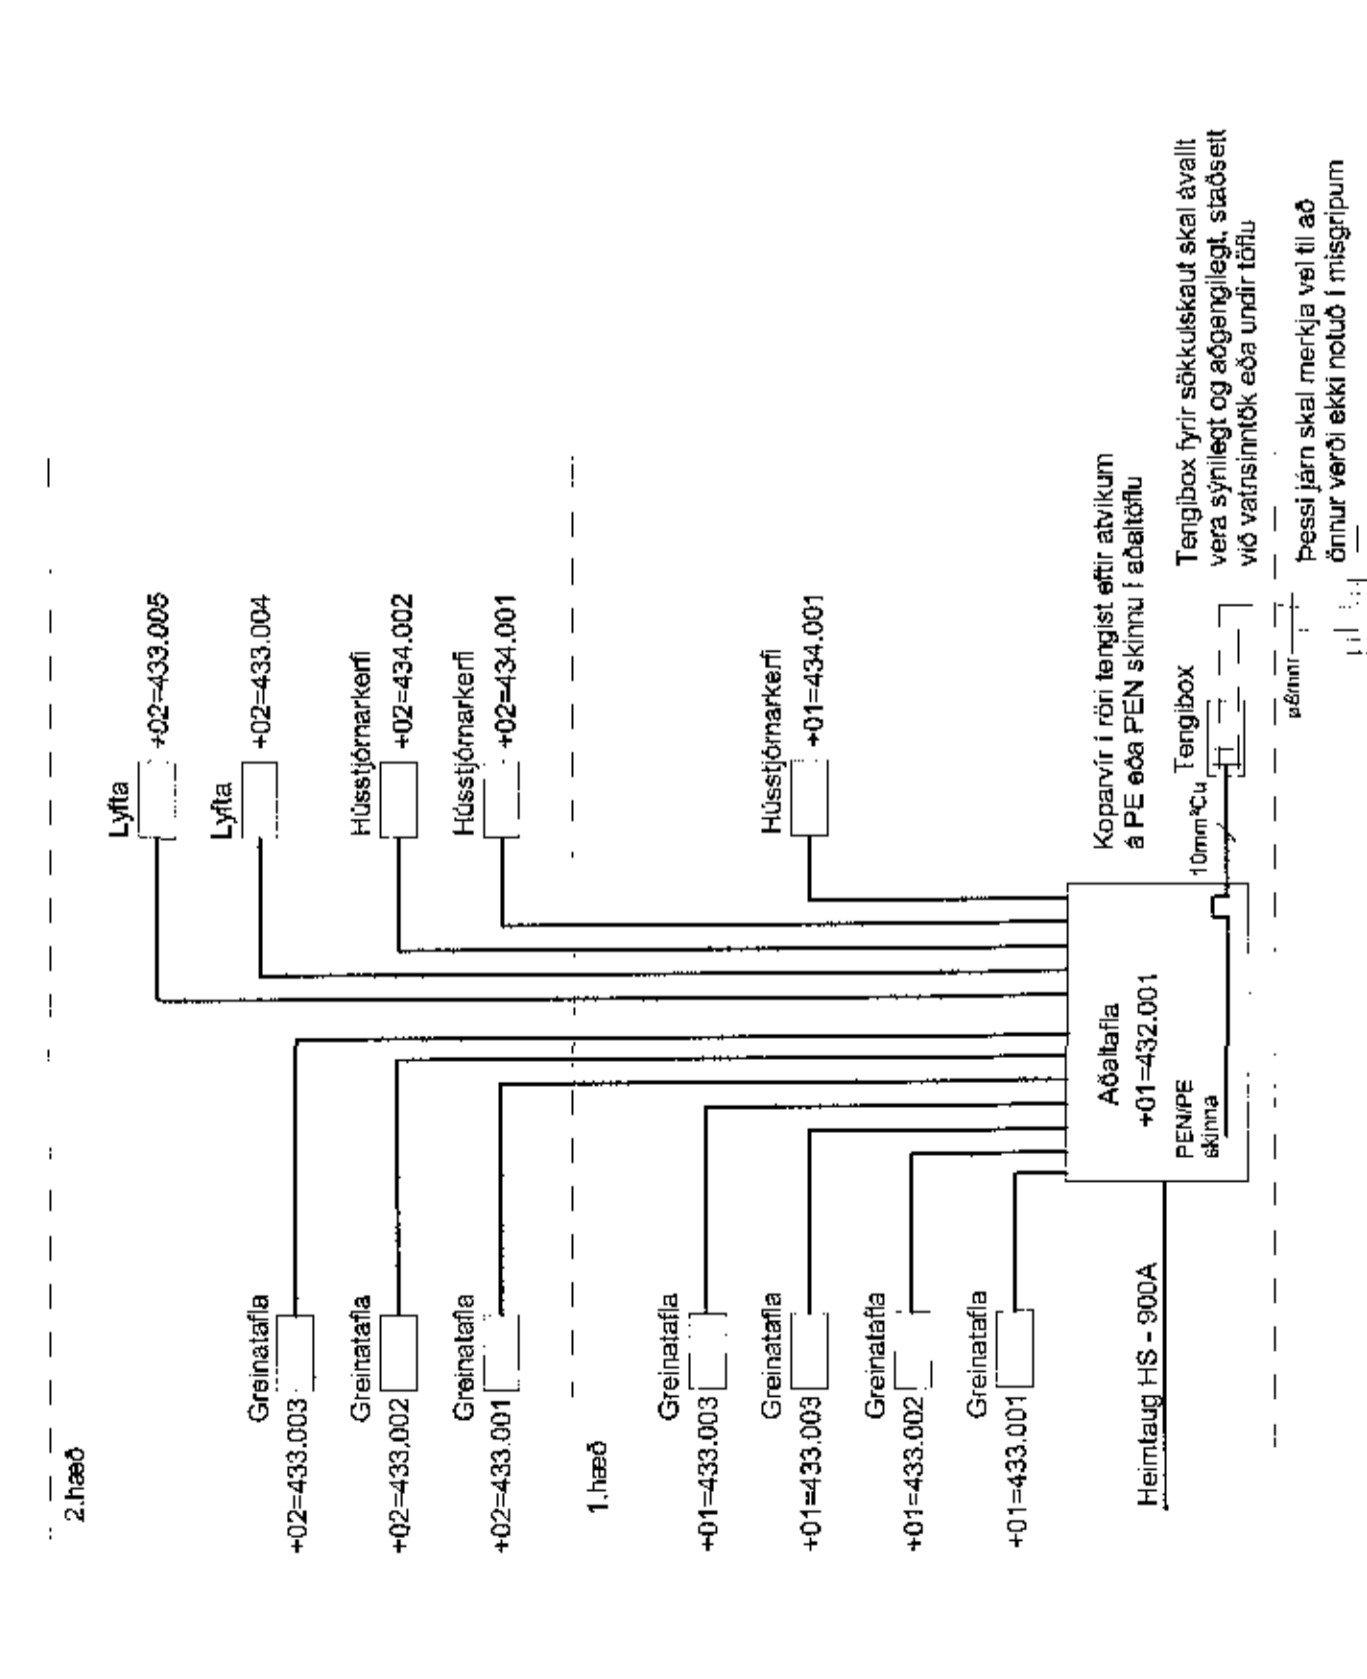 2.hæð
Lyfta
+02=433.005
Lyfta
+02=433.004
Greinatafla
+02=433.003
Hússtjórnarkerfi
+02=434.002
Greinatafla
+02=433.002
Hússtjórnarkerfi
+02=434.001
Greinatafla
+02=433.001
1.hæð
Greinatafla
+01=433.003
Hússtjórnarkerfi
+01=434.001
Greinatafla
+01=433.003
Greinatafla
+01=433.002
Greinatafla
+01=433.001
Koparvír í röri tengist eftir atvikum
á PE eða PEN skinnu í aðaltöflu
Aðaltafla
+01=432.001
PEN/PE
skinna
Heimtaug HS - 900A
10mm²Cu
Tengibox
Tengibox fyrir sökkulskaut skal ávallt
vera sýnilegt og aðgengilegt, staðsett
við vatnsinntök eða undir töflu
Þessi járn skal merkja vel til að
önnur verði ekki notuð í misgripum